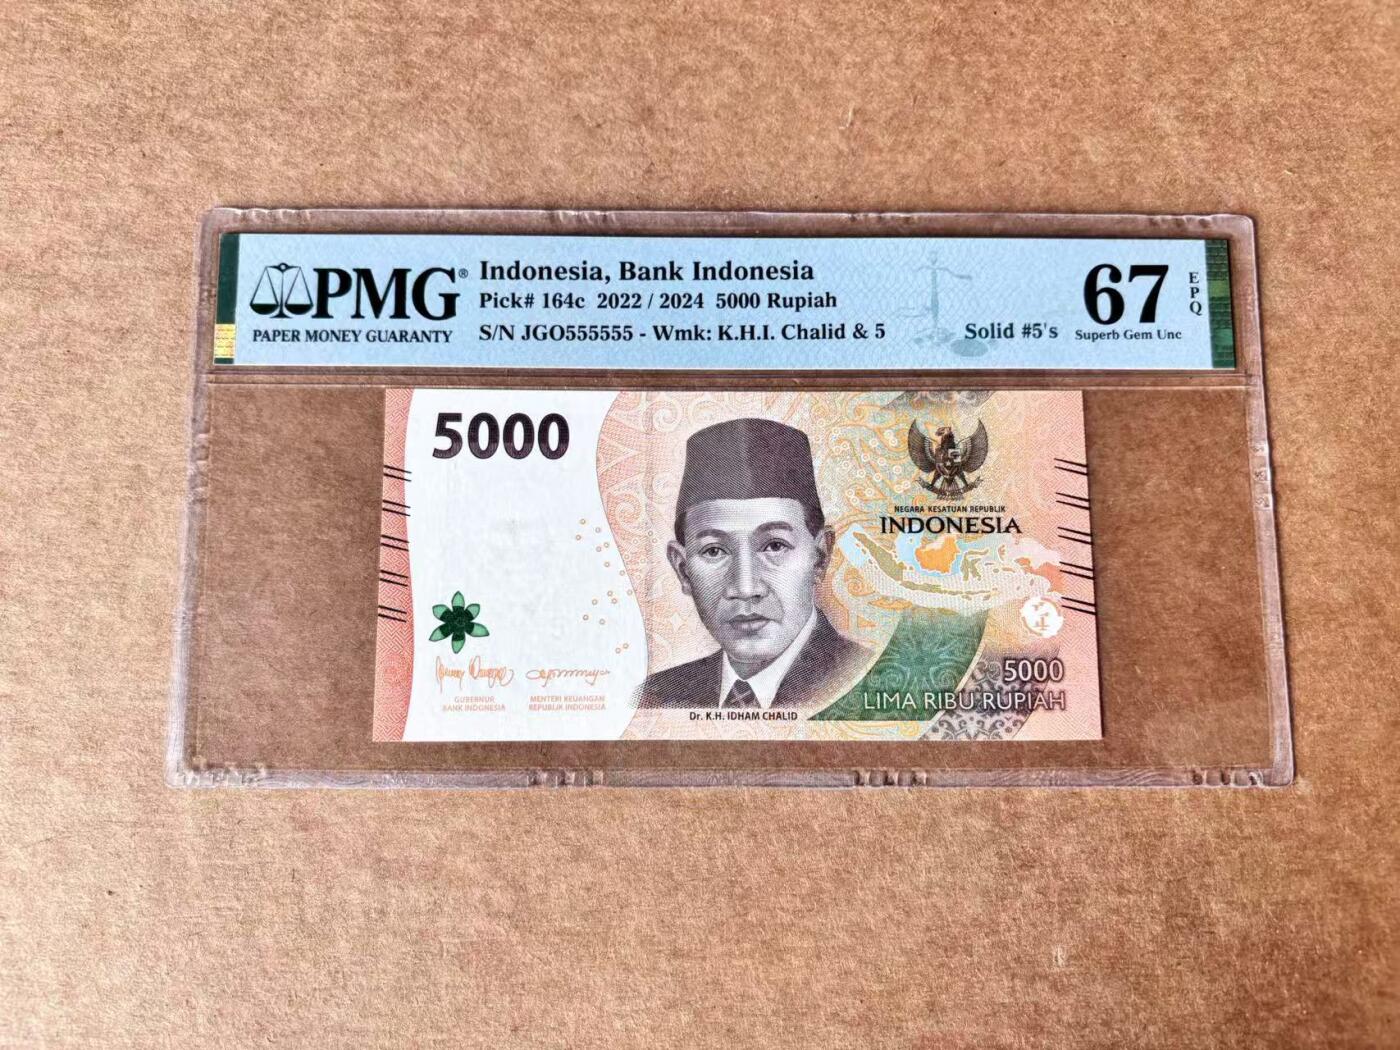 PMG®
PAPER MONEY GUARANTY
Indonesia, Bank Indonesia
Pick# 164c 2022 / 2024 5000 Rupiah
S/N JGO555555 - Wmk: K.H.I. Chalid & 5
Solid #5's
67
Superb Gem Unc
EPQ
5000
NEGARA KESATUAN REPUBLIK
INDONESIA
GUBERNUR
BANK INDONESIA
MENTERI KEUANGAN
REPUBLIK INDONESIA
Dr. K.H. IDHAM CHALID
5000
LIMA RIBU RUPIAH